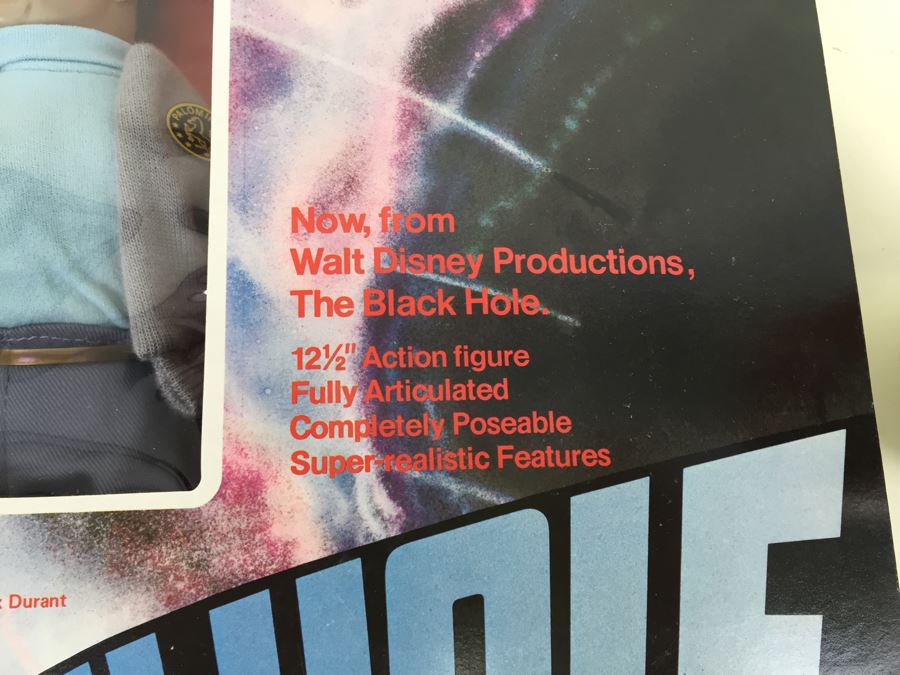 Now, from
Walt Disney Productions,
The Black Hole.
12½" Action figure
Fully Articulated
Completely Poseable
Super-realistic Features
Durant
HOLE